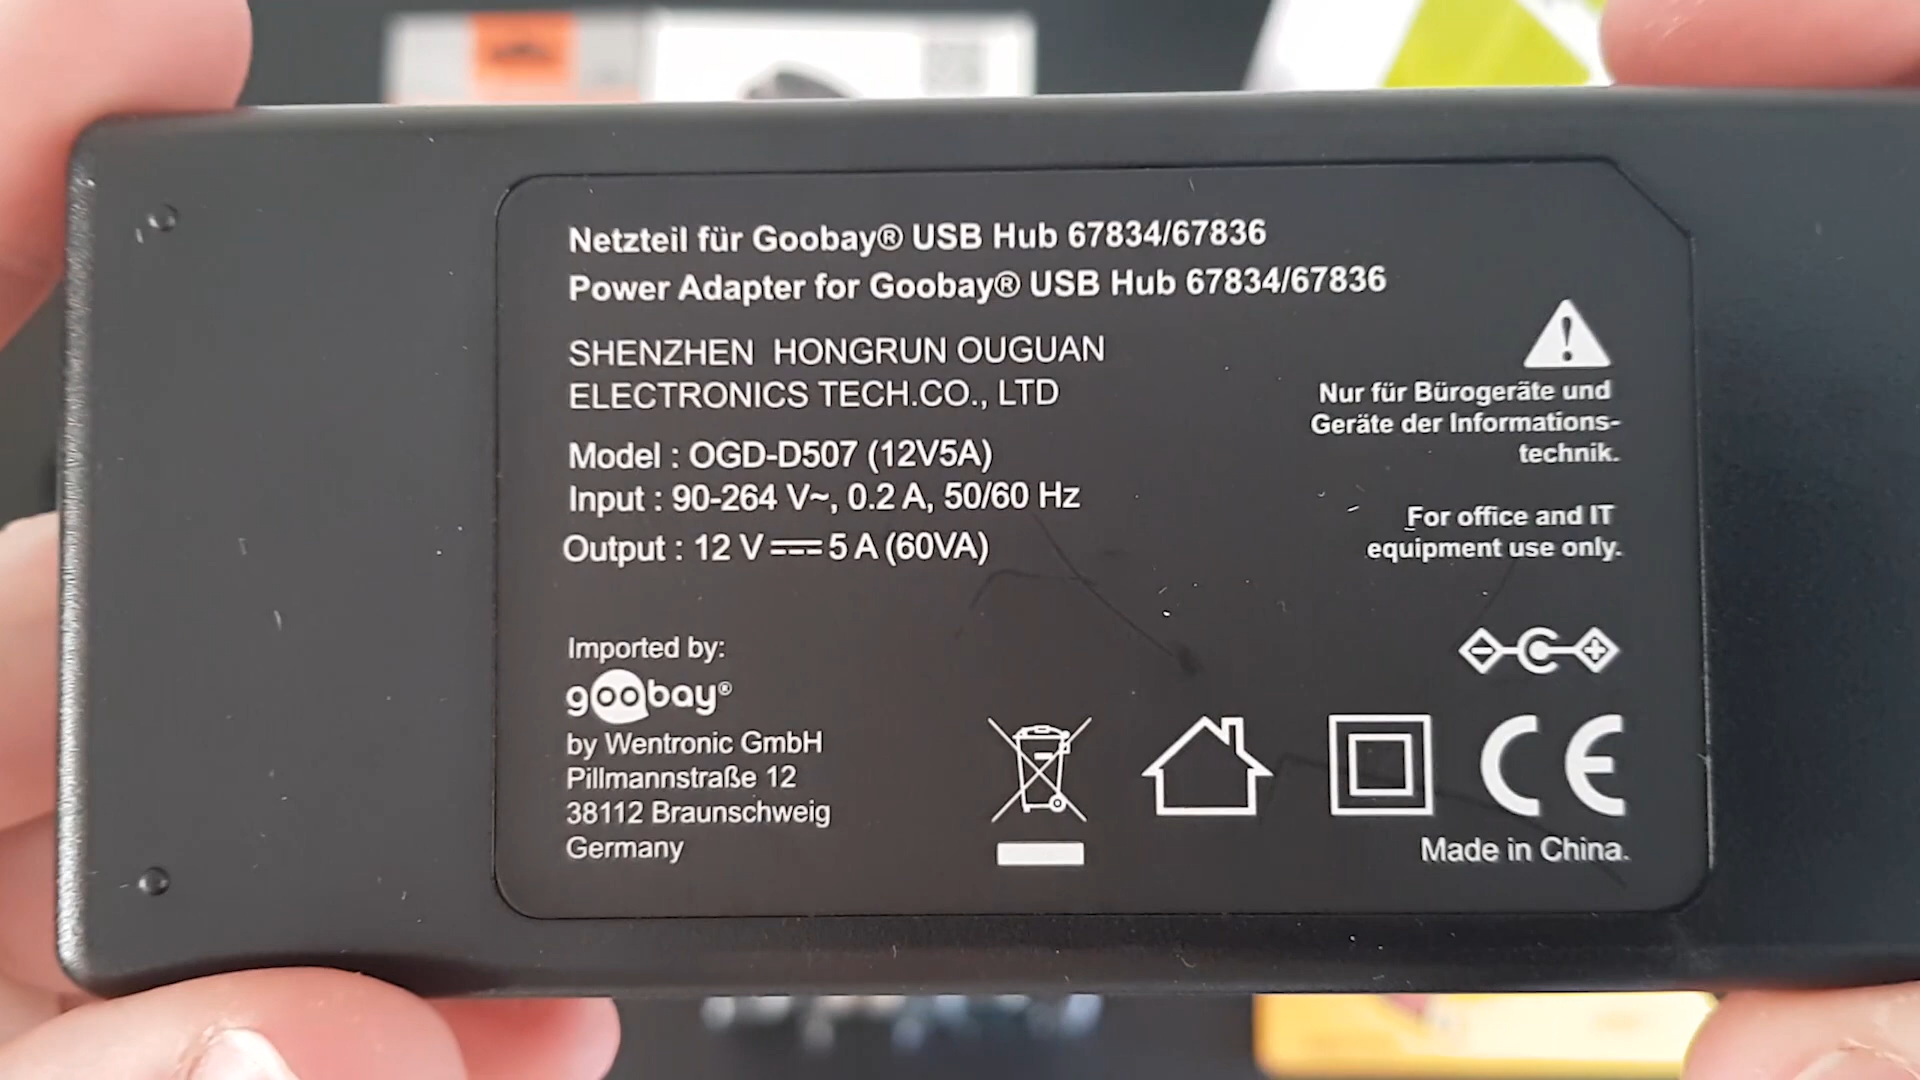 Netzteil für Goobay® USB Hub 67834/67836
Power Adapter for Goobay® USB Hub 67834/67836
SHENZHEN HONGRUN OUGUAN
ELECTRONICS TECH.CO., LTD
Model : OGD-D507 (12V5A)
Input : 90-264 V~, 0.2 A, 50/60 Hz
Output : 12 V⎓5 A (60VA)
!
Nur für Bürogeräte und
Geräte der Informations-
technik.
For office and IT
equipment use only.
Imported by:
goobay®
by Wentronic GmbH
Pillmannstraße 12
38112 Braunschweig
Germany
CE
Made in China.